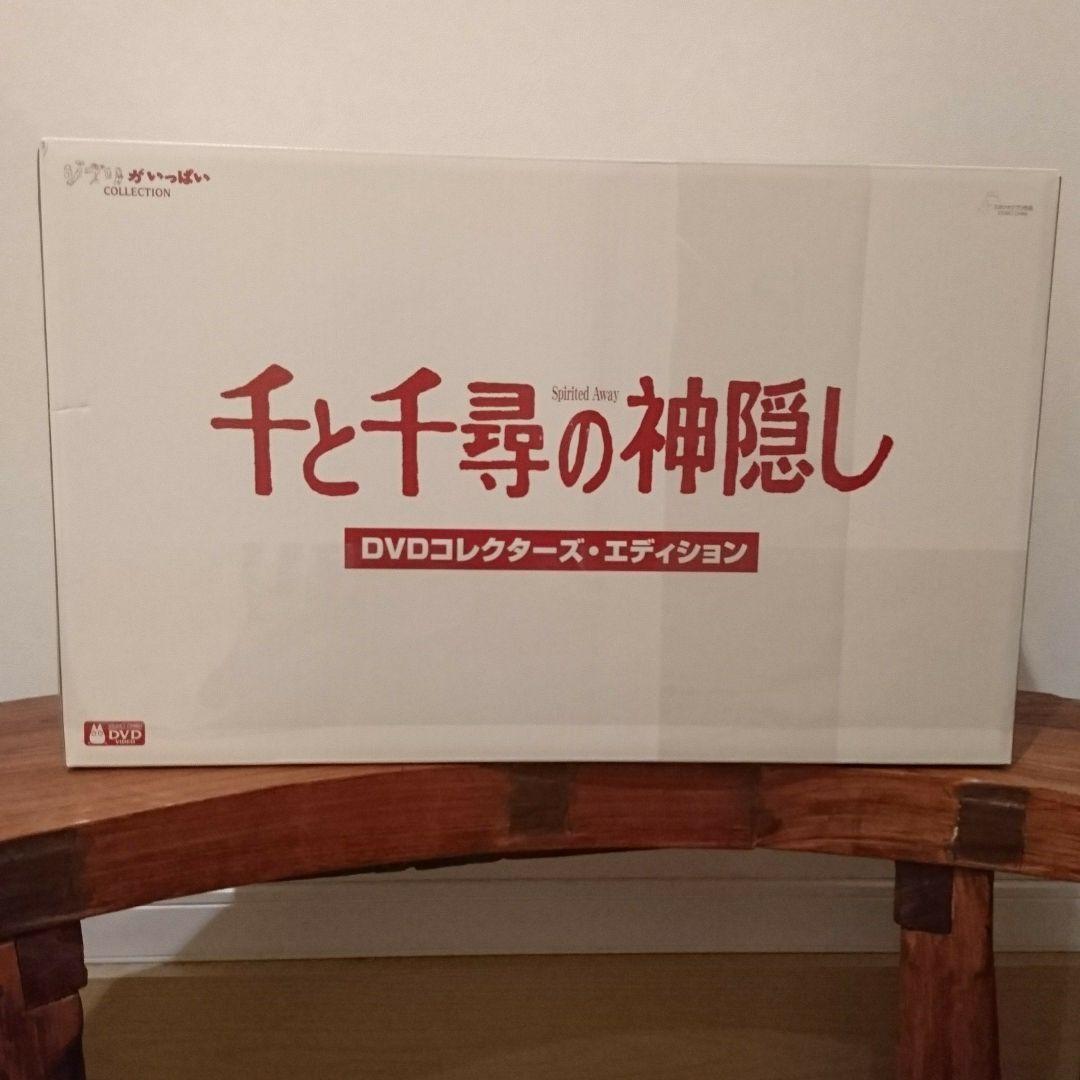 ジブリがいっぱい
COLLECTION
千と千尋の神隠し
Spirited Away
DVDコレクターズ・エディション
DVD
VIDEO